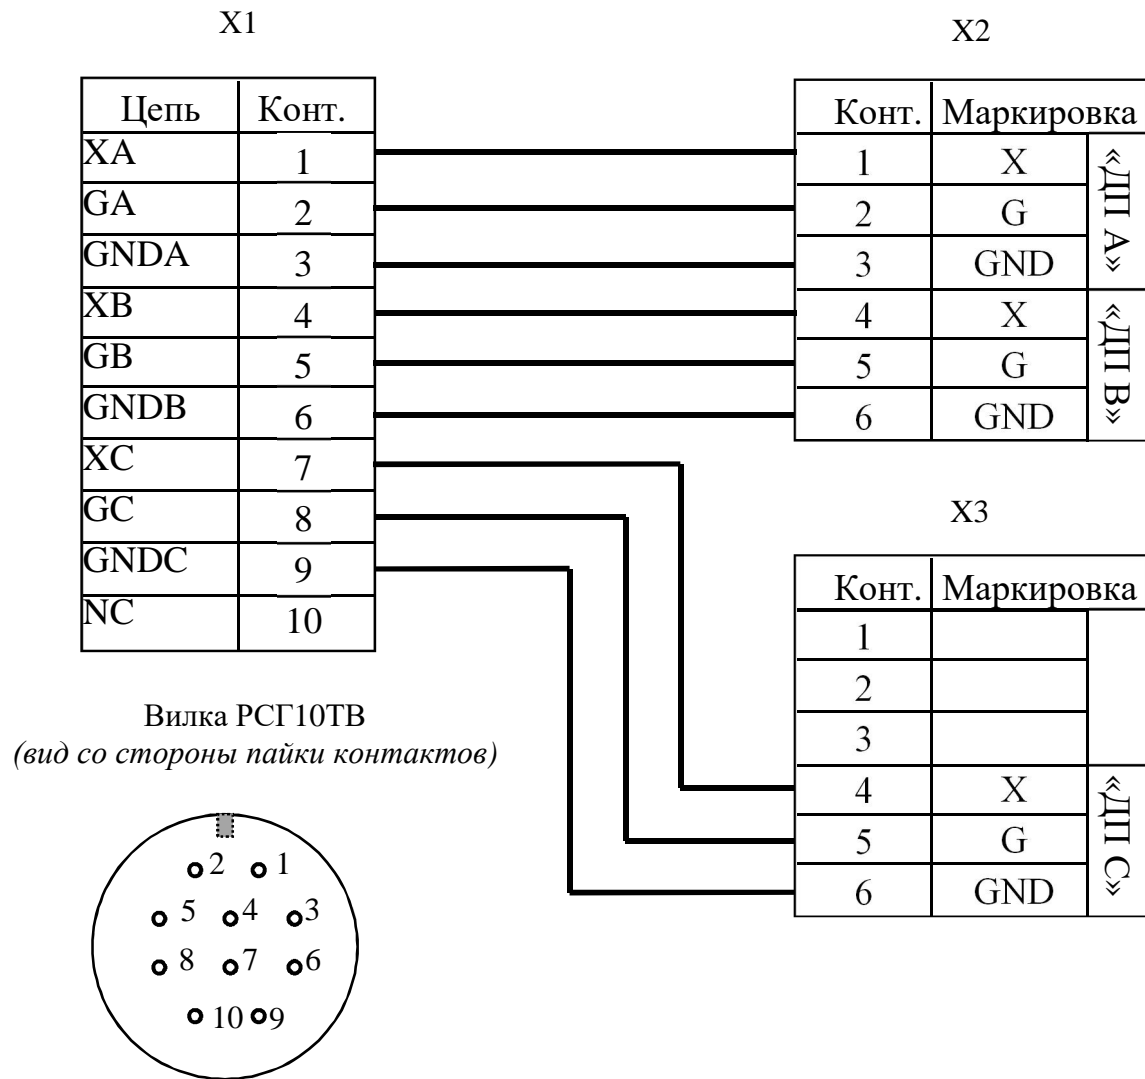 X1
Цепь Конт.
XA 1
GA 2
GNDA 3
XB 4
GB 5
GNDB 6
XC 7
GC 8
GNDC 9
NC 10
X2
Конт. Маркировка
1 X
2 G
3 GND
«ДП А»
4 X
5 G
6 GND
«ДП В»
X3
Конт. Маркировка
1
2
3
4 X
5 G
6 GND
«ДП С»
Вилка РСГ10ТВ
(вид со стороны пайки контактов)
2 1
5 4 3
8 7 6
10 9